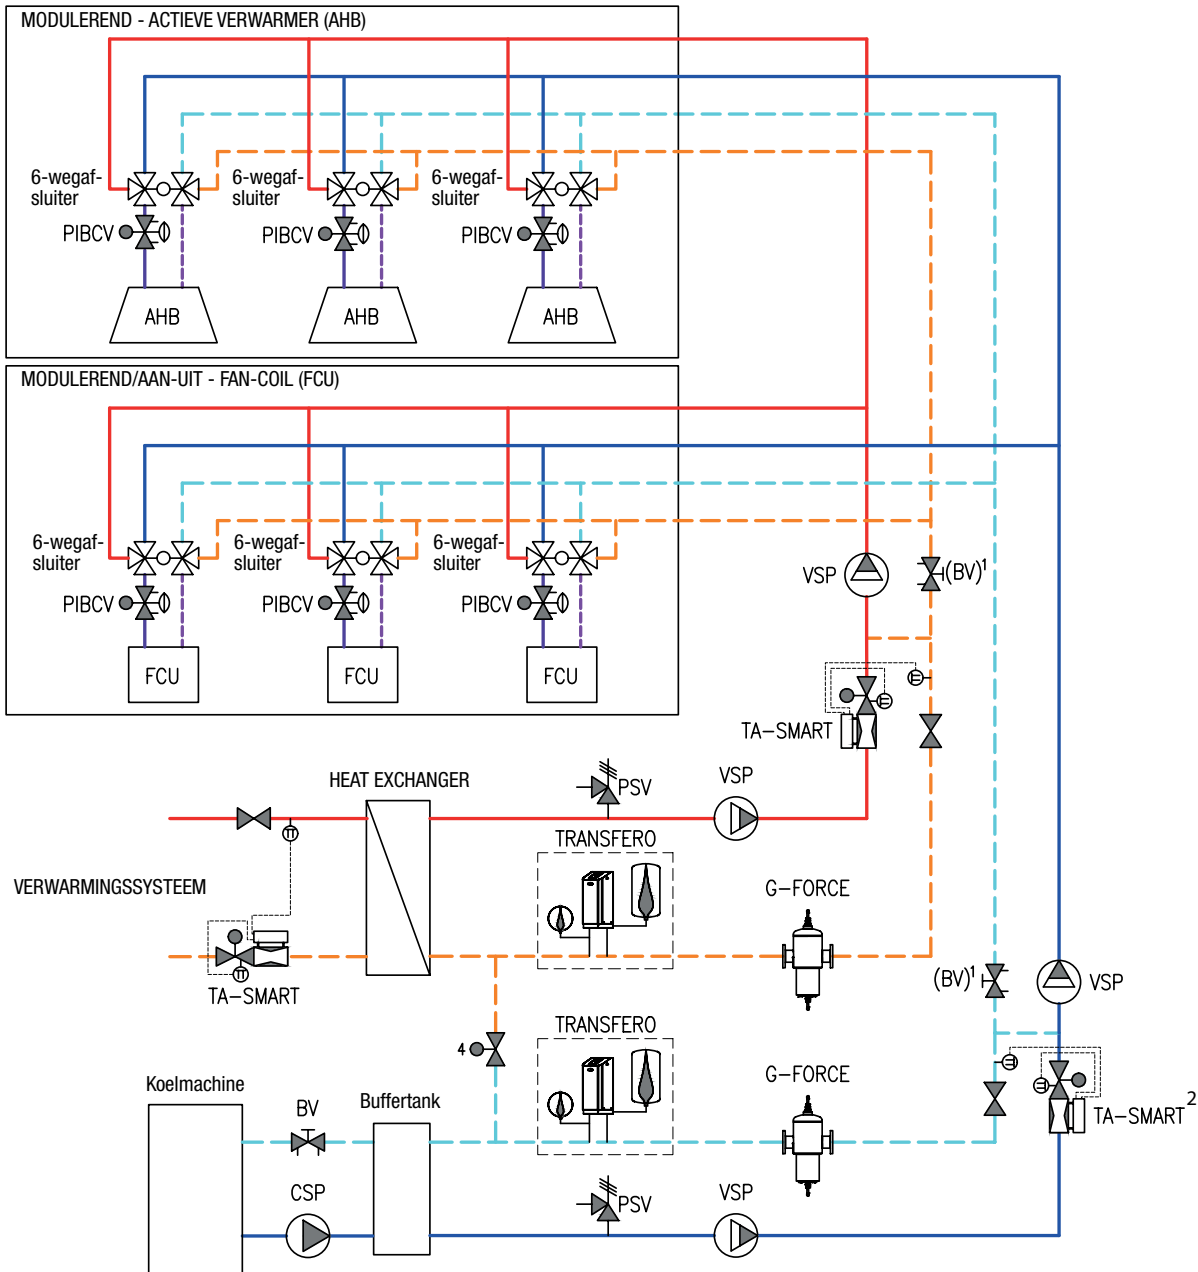 MODULEREND - ACTIEVE VERWARMER (AHB)
6-wegaf-
sluiter
6-wegaf-
sluiter
6-wegaf-
sluiter
PIBCV
PIBCV
PIBCV
AHB
AHB
AHB
MODULEREND/AAN-UIT - FAN-COIL (FCU)
6-wegaf-
sluiter
6-wegaf-
sluiter
6-wegaf-
sluiter
PIBCV
PIBCV
PIBCV
FCU
FCU
FCU
VSP
(BV)¹
TA-SMART
HEAT EXCHANGER
PSV
VSP
TRANSFERO
VERWARMINGSSYSTEEM
G-FORCE
TA-SMART
(BV)¹
VSP
TRANSFERO
4
G-FORCE
Koelmachine
Buffertank
BV
TA-SMART²
CSP
PSV
VSP